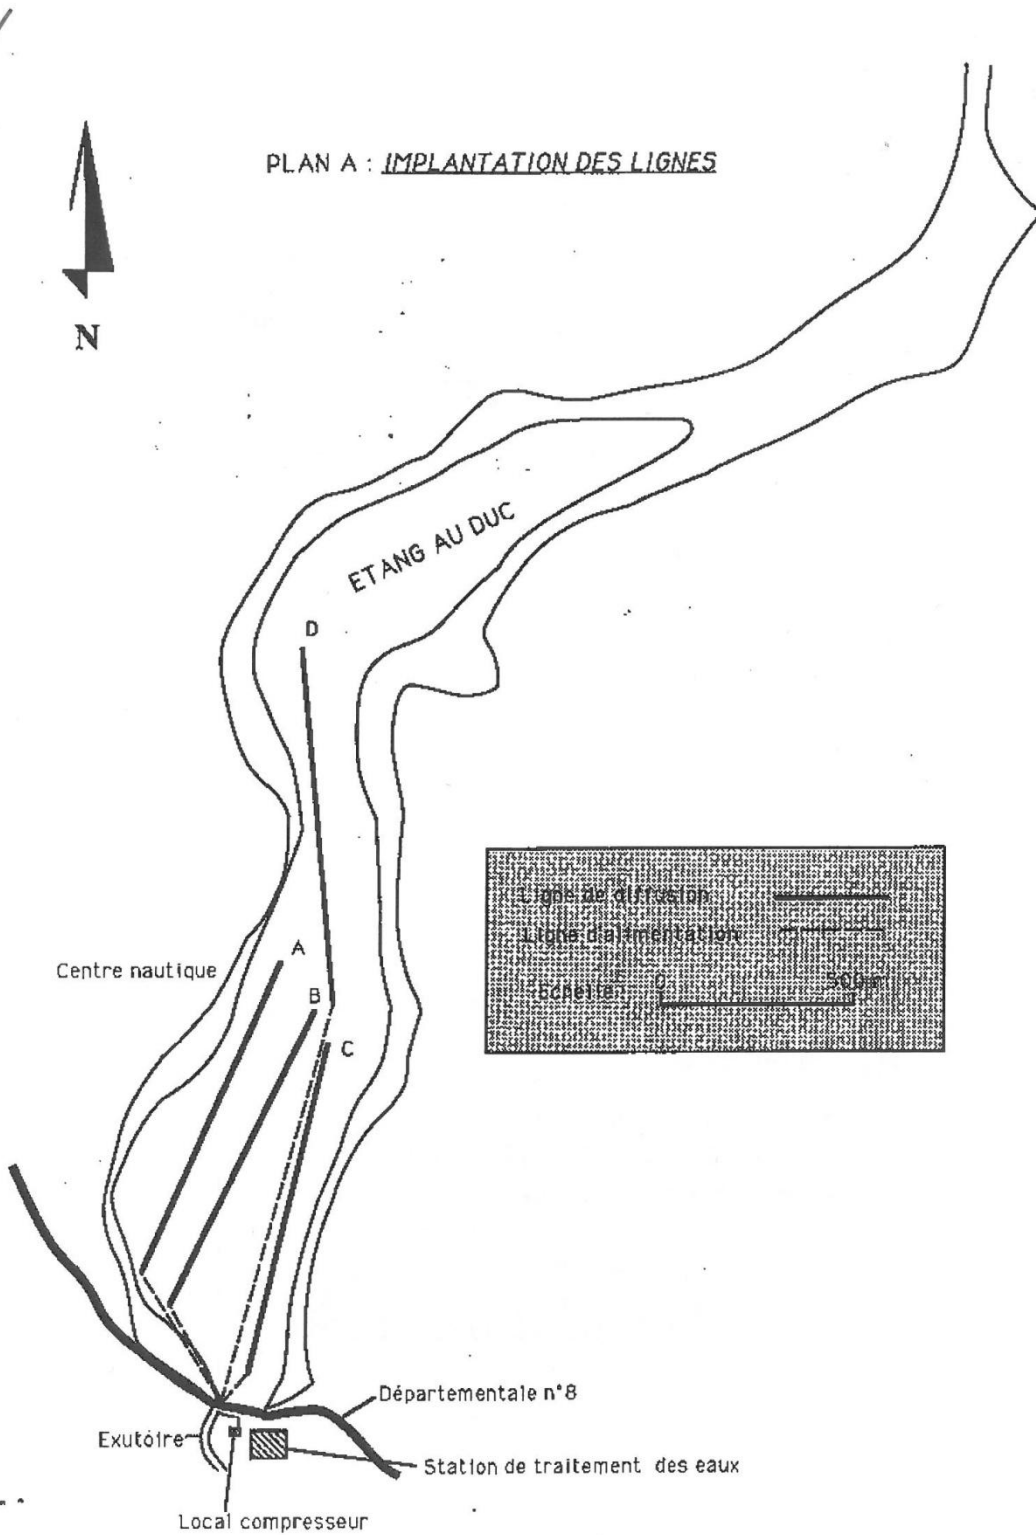 PLAN A : IMPLANTATION DES LIGNES
N
ETANG AU DUC
D
Ligne de diffusion
Ligne d'alimentation
Echelle
0 500 m
A
Centre nautique
B
C
Départementale n°8
Exutoire
Station de traitement des eaux
Local compresseur